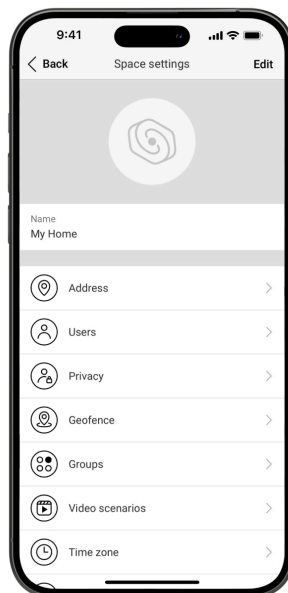 9:41
Back Space settings Edit
Name
My Home
Address
Users
Privacy
Geofence
Groups
Video scenarios
Time zone